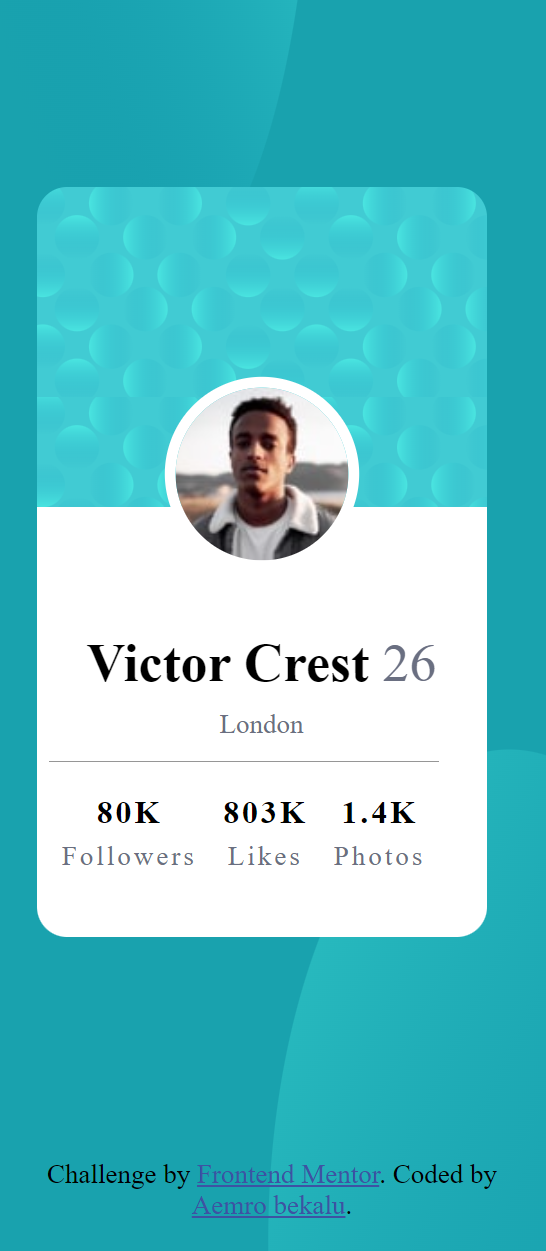 Victor Crest 26
London
80K 803K 1.4K
Followers Likes Photos
Challenge by Frontend Mentor. Coded by
Aemro bekalu.